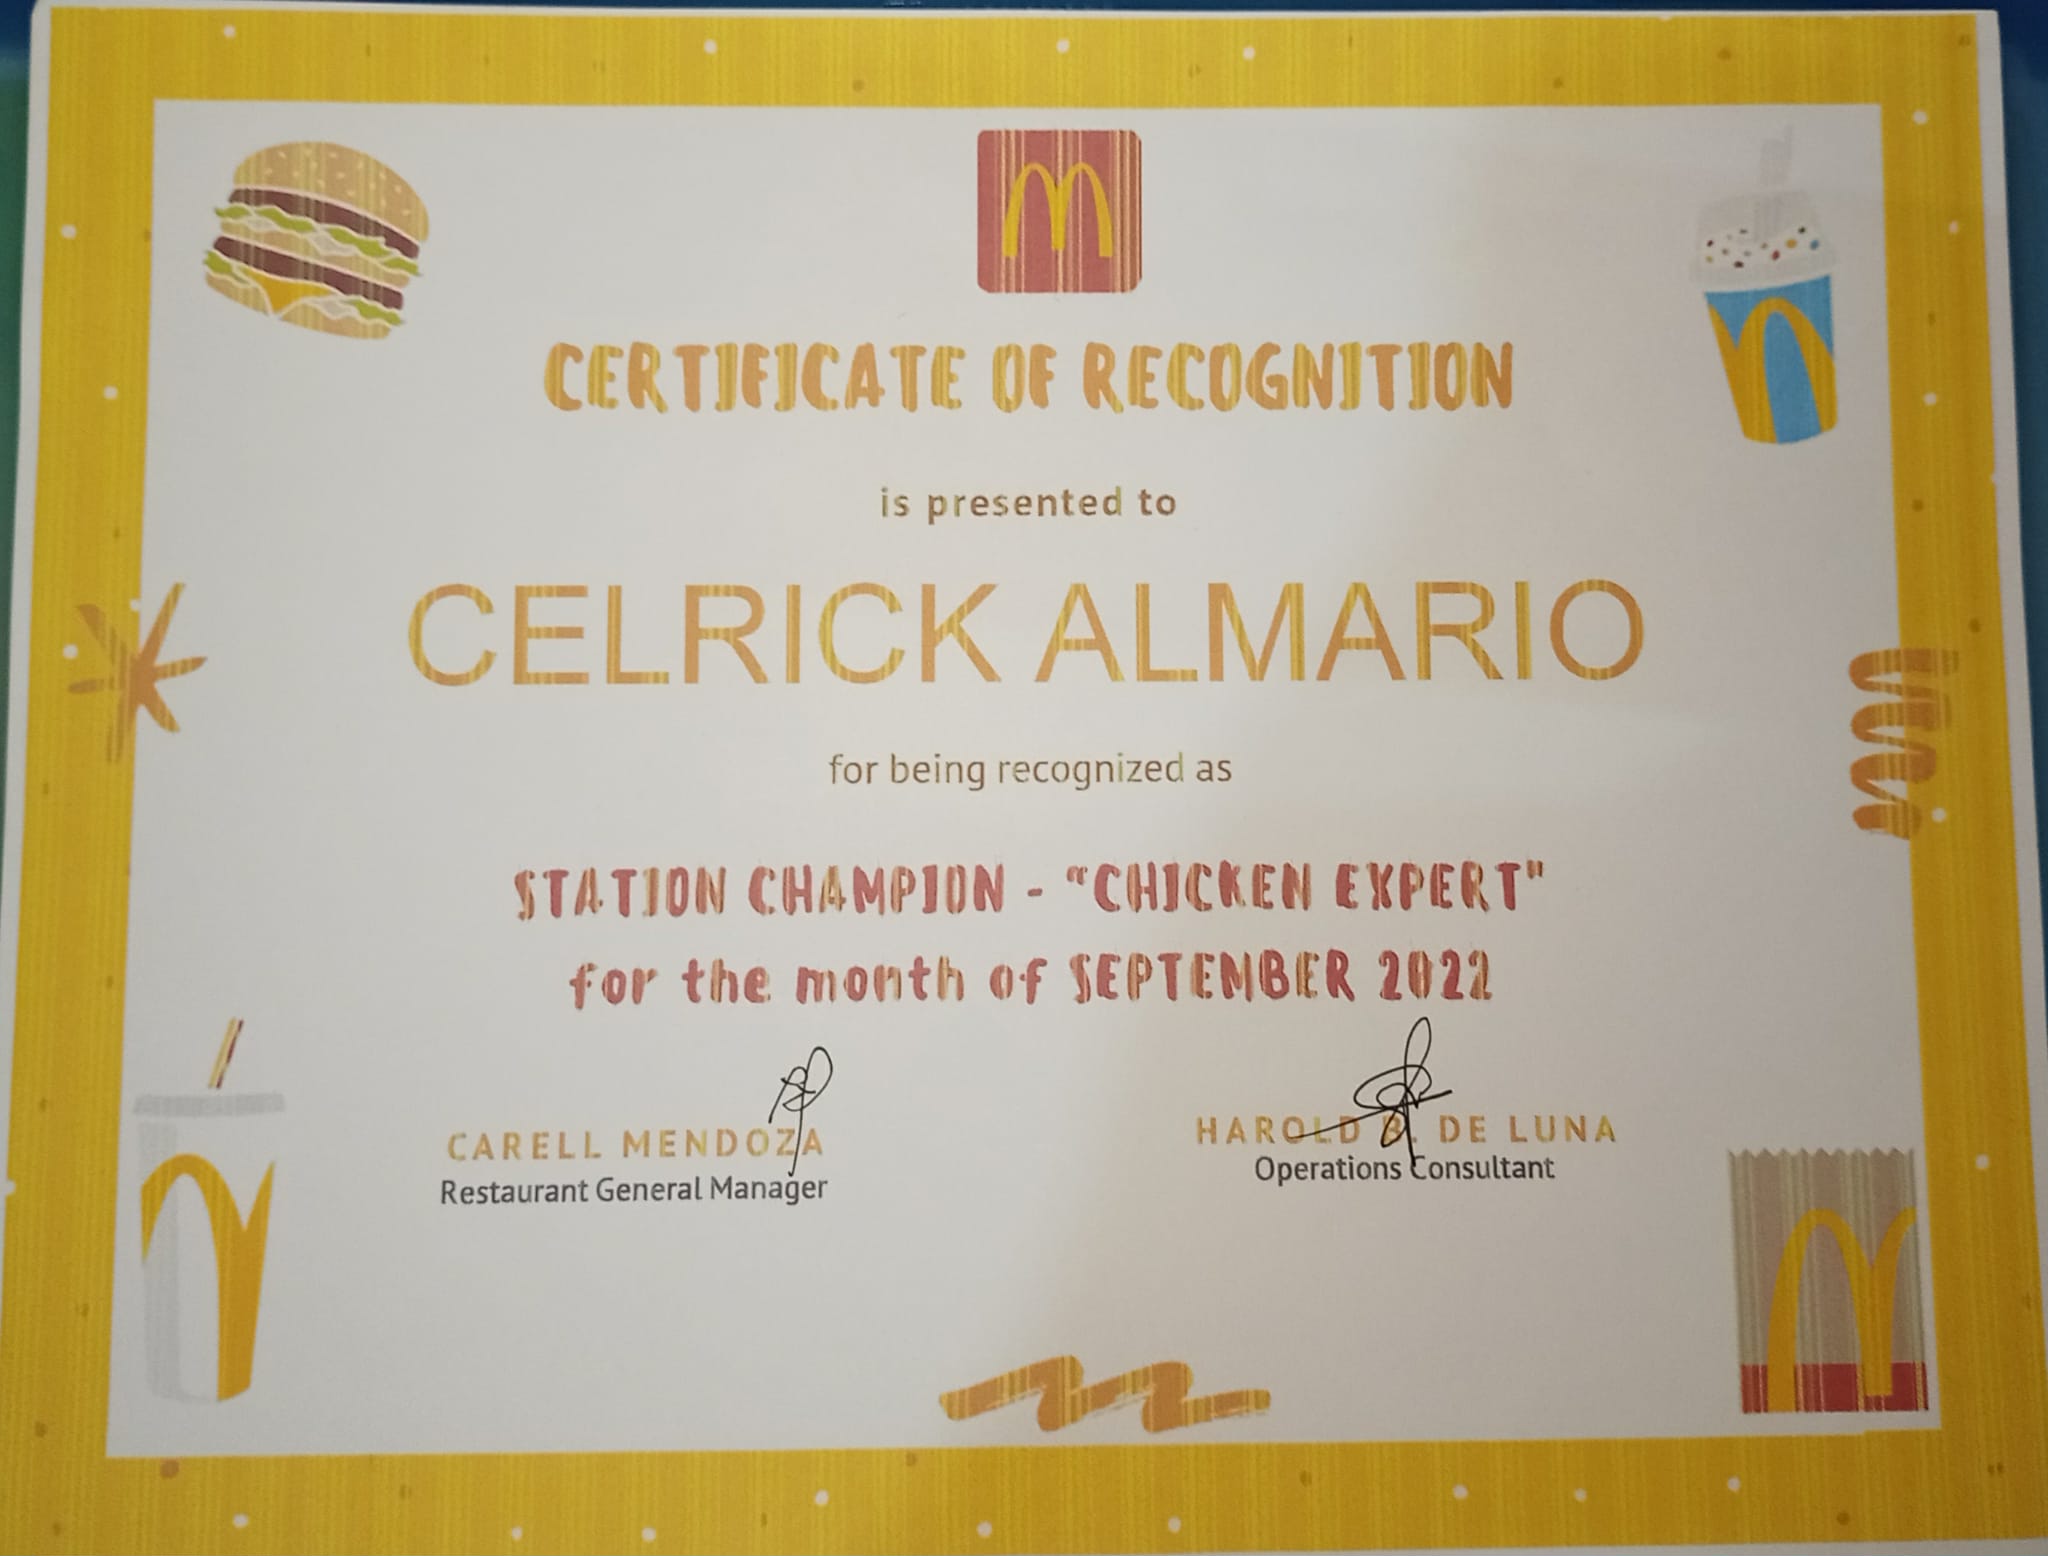 CERTIFICATE OF RECOGNITION
is presented to
CELRICK ALMARIO
for being recognized as
STATION CHAMPION - “CHICKEN EXPERT"
for the month of SEPTEMBER 2022
CARELL MENDOZA
Restaurant General Manager
HAROLD B. DE LUNA
Operations Consultant